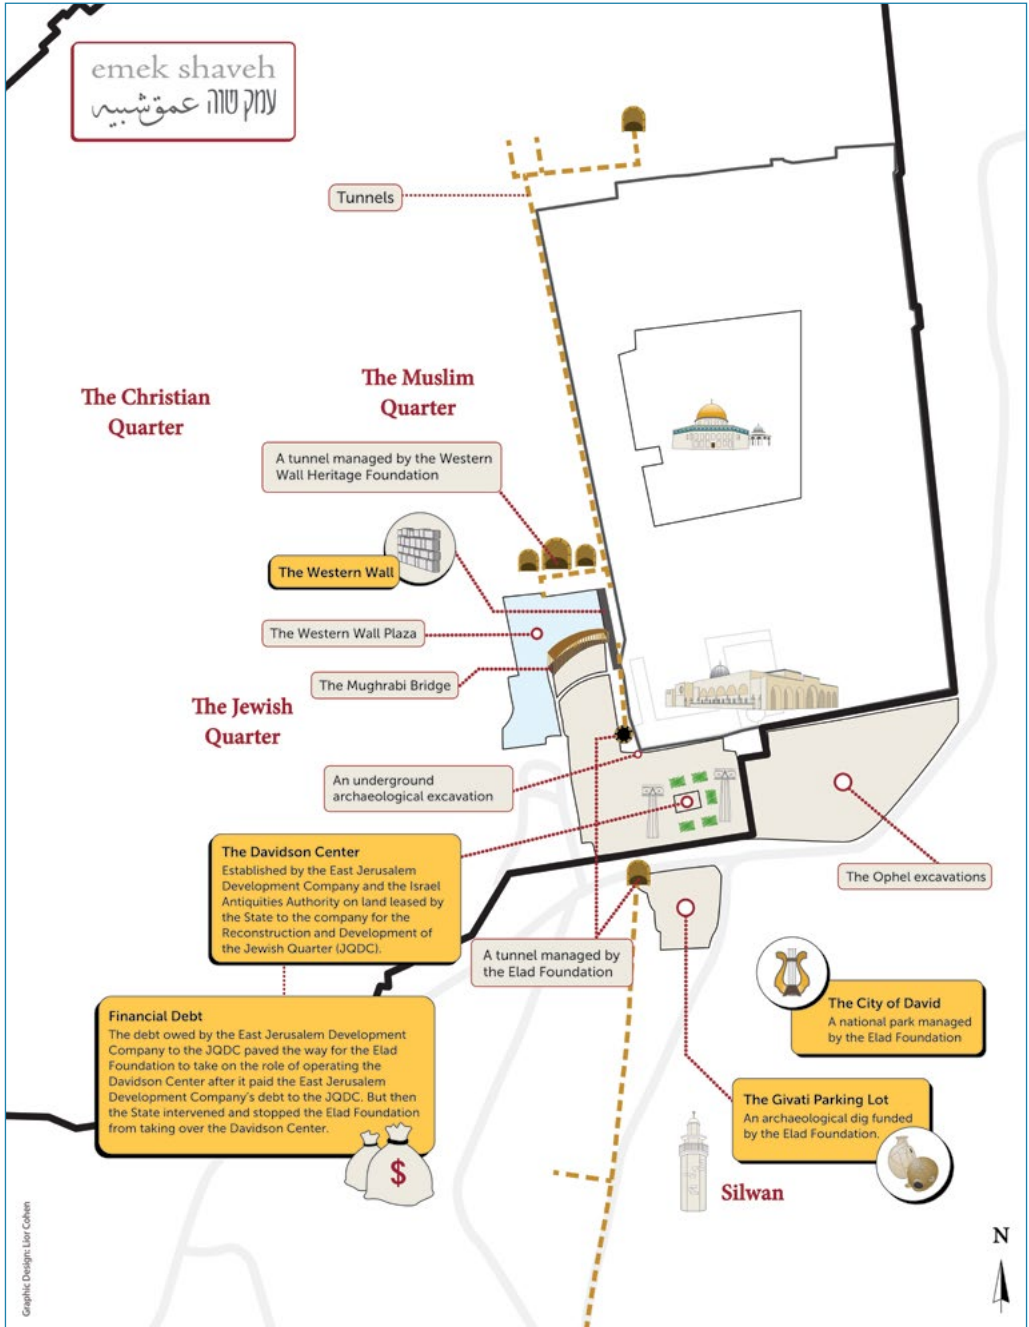 emek shaveh
עמק שוה عمق شبيه
Tunnels
The Christian
Quarter
The Muslim
Quarter
A tunnel managed by the Western
Wall Heritage Foundation
The Western Wall
The Western Wall Plaza
The Mughrabi Bridge
The Jewish
Quarter
An underground
archaeological excavation
The Davidson Center
Established by the East Jerusalem
Development Company and the Israel
Antiquities Authority on land leased by
the State to the company for the
Reconstruction and Development of
the Jewish Quarter (JQDC).
The Ophel excavations
A tunnel managed by
the Elad Foundation
Financial Debt
The debt owed by the East Jerusalem Development
Company to the JQDC paved the way for the Elad
Foundation to take on the role of operating the
Davidson Center after it paid the East Jerusalem
Development Company's debt to the JQDC. But then
the State intervened and stopped the Elad Foundation
from taking over the Davidson Center.
$
The City of David
A national park managed
by the Elad Foundation
The Givati Parking Lot
An archaeological dig funded
by the Elad Foundation.
Silwan
N
Graphic Design: Lior Cohen